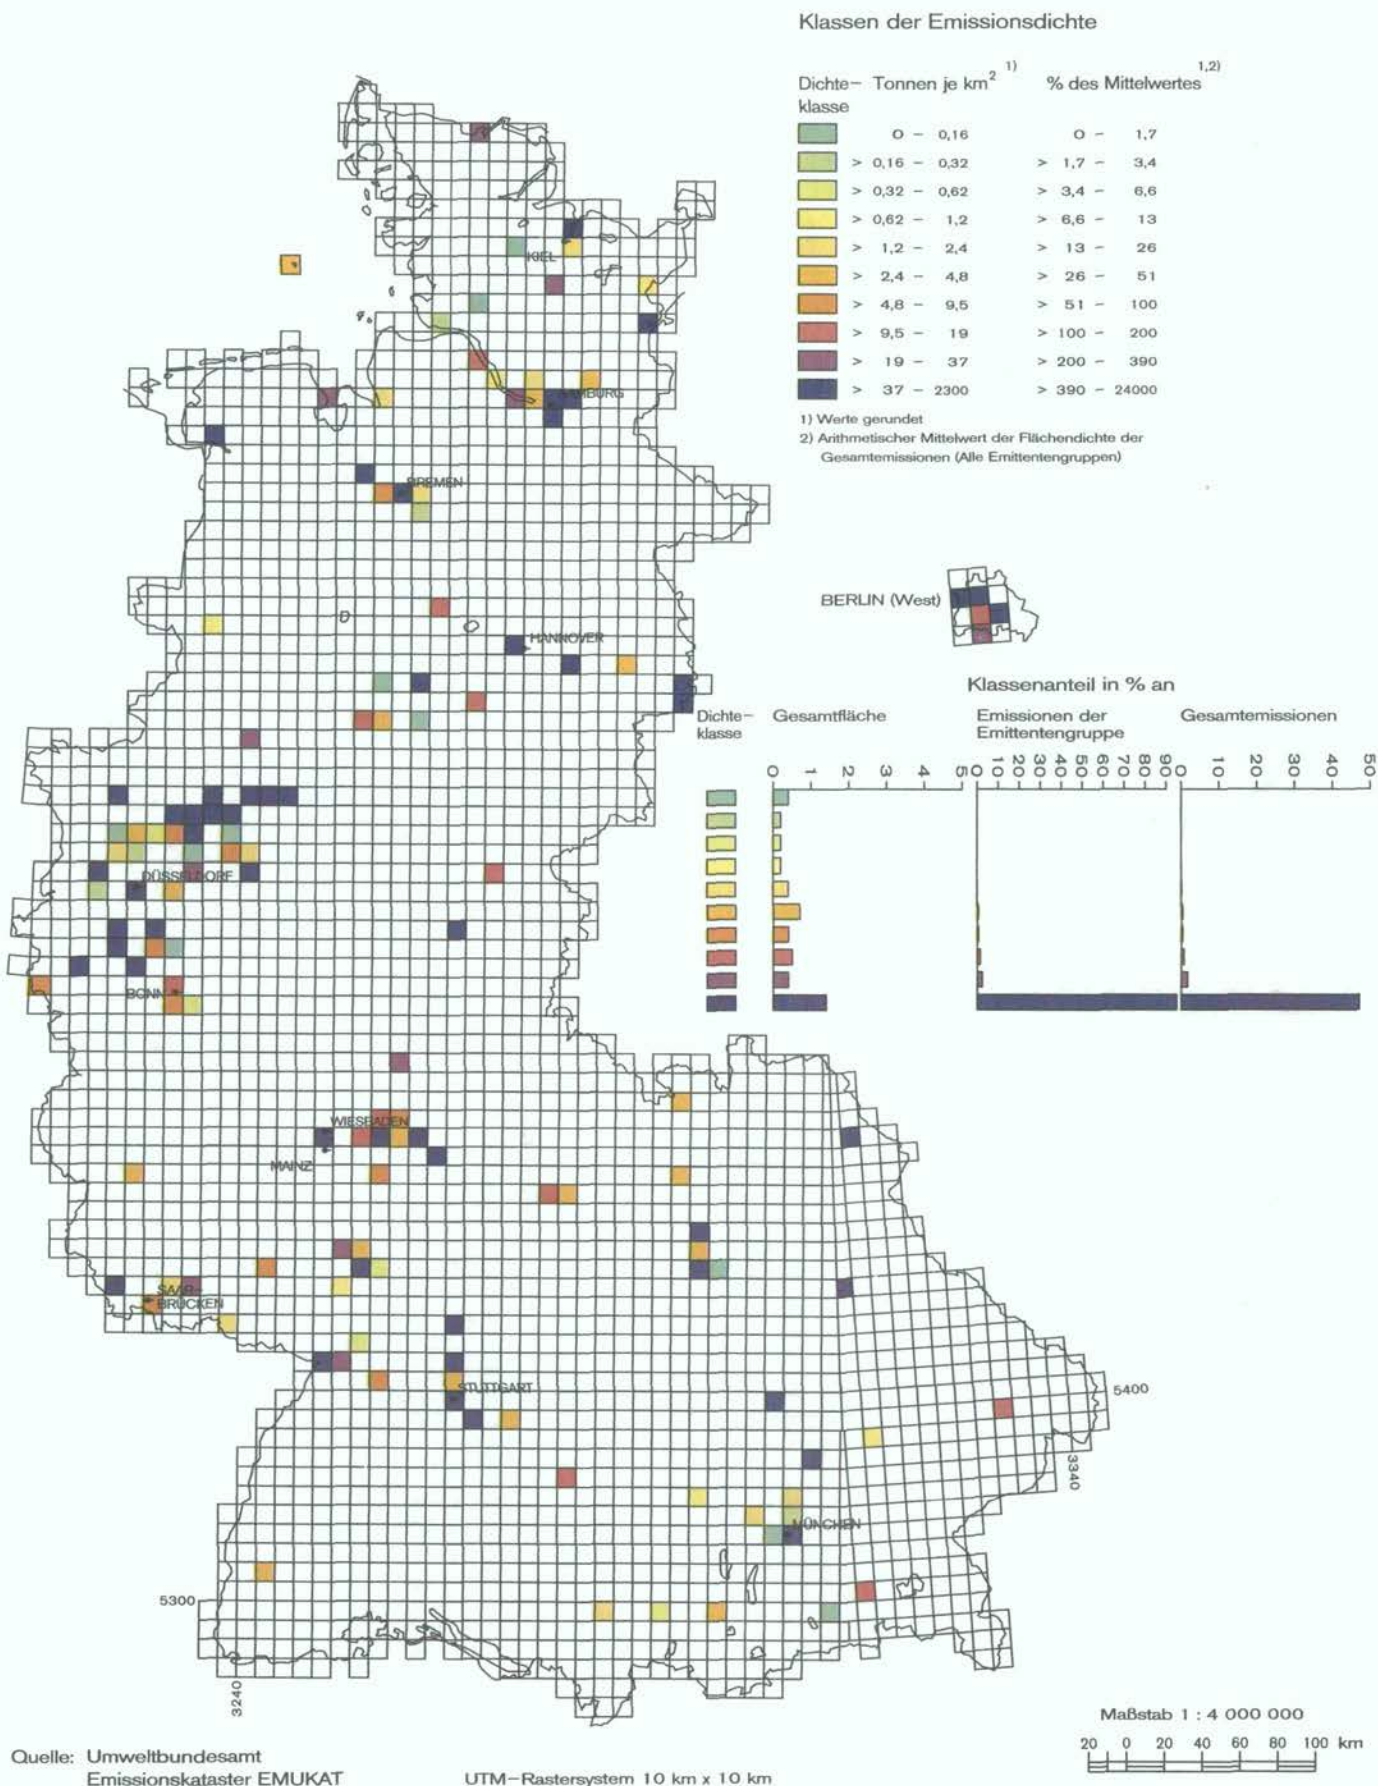 Klassen der Emissionsdichte
Dichte– Tonnen je km² 1) % des Mittelwertes 1,2)
klasse
0 – 0,16 0 – 1,7
> 0,16 – 0,32 > 1,7 – 3,4
> 0,32 – 0,62 > 3,4 – 6,6
> 0,62 – 1,2 > 6,6 – 13
> 1,2 – 2,4 > 13 – 26
> 2,4 – 4,8 > 26 – 51
> 4,8 – 9,5 > 51 – 100
> 9,5 – 19 > 100 – 200
> 19 – 37 > 200 – 390
> 37 – 2300 > 390 – 24000
1) Werte gerundet
2) Arithmetischer Mittelwert der Flächendichte der
Gesamtemissionen (Alle Emittentengruppen)
KIEL
HAMBURG
BREMEN
BERLIN (West)
HANNOVER
Klassenanteil in % an
Dichte– Gesamtfläche Emissionen der Gesamtemissionen
klasse Emittentengruppe
0 1 2 3 4 5 0 10 20 30 40 50 60 70 80 90 0 10 20 30 40 50
DÜSSELDORF
BONN
WIESBADEN
MAINZ
SAAR–
BRÜCKEN
STUTTGART
5400
3340
MÜNCHEN
5300
3240
Maßstab 1 : 4 000 000
20 0 20 40 60 80 100 km
Quelle: Umweltbundesamt
Emissionskataster EMUKAT UTM–Rastersystem 10 km x 10 km